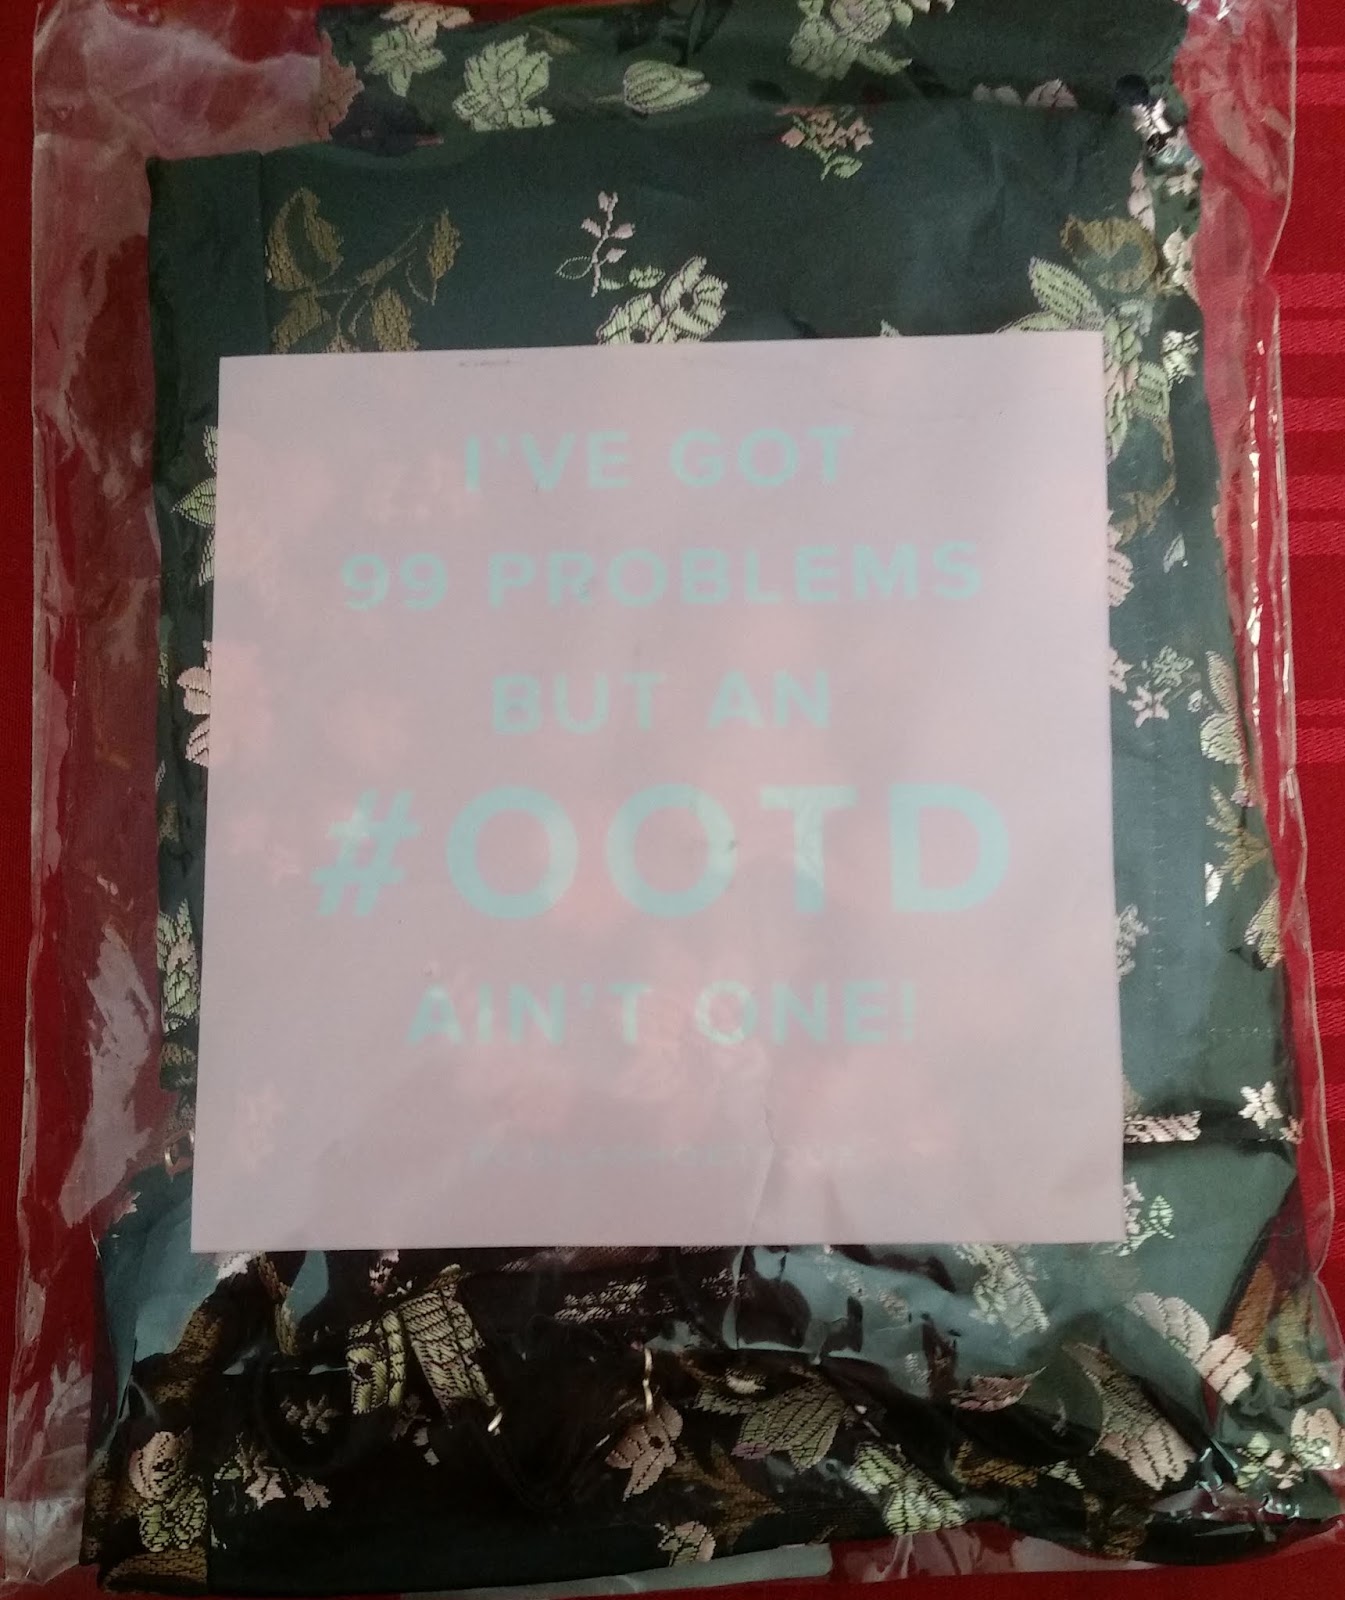 I'VE GOT
99 PROBLEMS
BUT AN
#OOTD
AIN'T ONE!